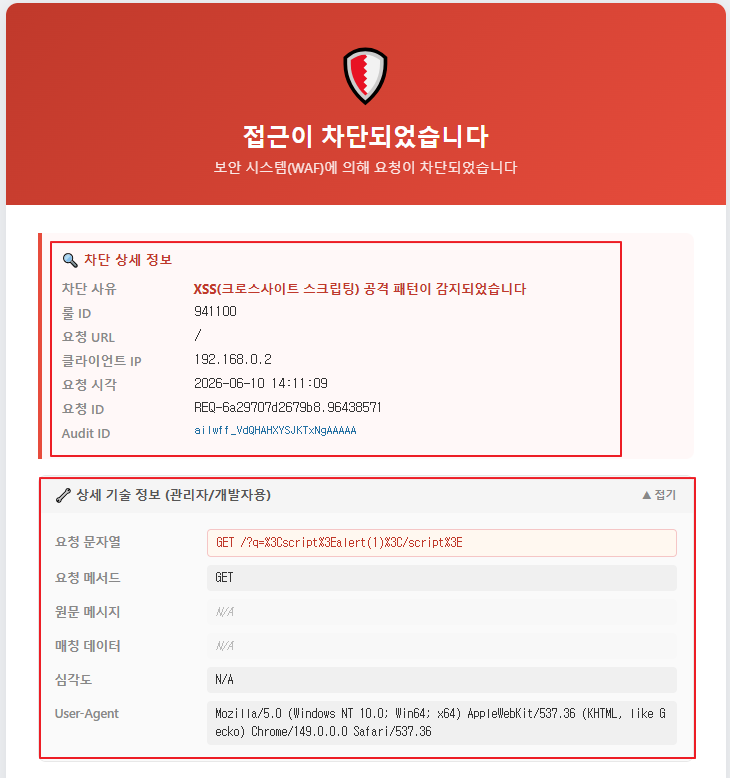 접근이 차단되었습니다
보안 시스템(WAF)에 의해 요청이 차단되었습니다
차단 상세 정보
차단 사유 XSS(크로스사이트 스크립팅) 공격 패턴이 감지되었습니다
룰 ID 941100
요청 URL /
클라이언트 IP 192.168.0.2
요청 시각 2026-06-10 14:11:09
요청 ID REQ-6a29707d2679b8.96438571
Audit ID ailwff_VdQHAHXYSJKTxNgAAAAA
상세 기술 정보 (관리자/개발자용) ▲ 접기
요청 문자열 GET /?q=%3Cscript%3Ealert(1)%3C/script%3E
요청 메서드 GET
원문 메시지 N/A
매칭 데이터 N/A
심각도 N/A
User-Agent Mozilla/5.0 (Windows NT 10.0; Win64; x64) AppleWebKit/537.36 (KHTML, like G
ecko) Chrome/149.0.0.0 Safari/537.36